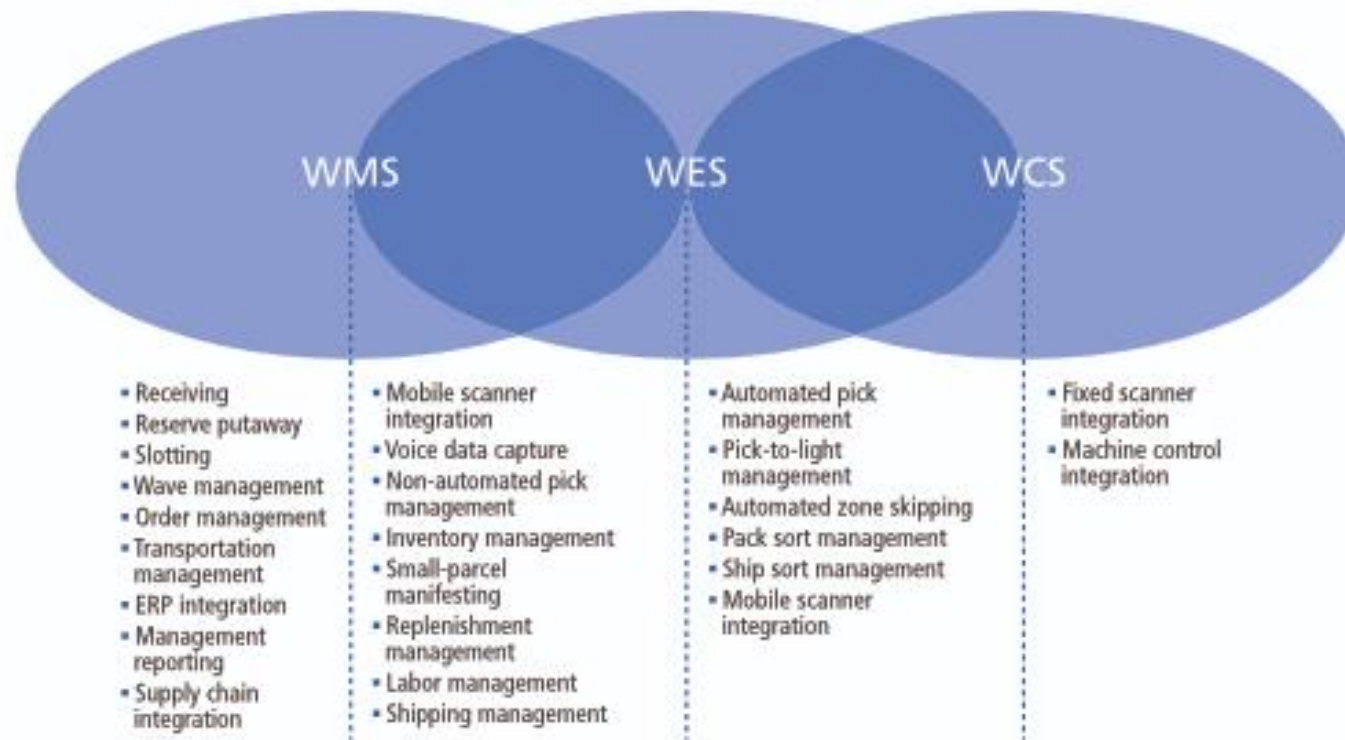 WMS
WES
WCS
▪ Receiving
▪ Reserve putaway
▪ Slotting
▪ Wave management
▪ Order management
▪ Transportation
management
▪ ERP integration
▪ Management
reporting
▪ Supply chain
integration
▪ Mobile scanner
integration
▪ Voice data capture
▪ Non-automated pick
management
▪ Inventory management
▪ Small-parcel
manifesting
▪ Replenishment
management
▪ Labor management
▪ Shipping management
▪ Automated pick
management
▪ Pick-to-light
management
▪ Automated zone skipping
▪ Pack sort management
▪ Ship sort management
▪ Mobile scanner
integration
▪ Fixed scanner
integration
▪ Machine control
integration